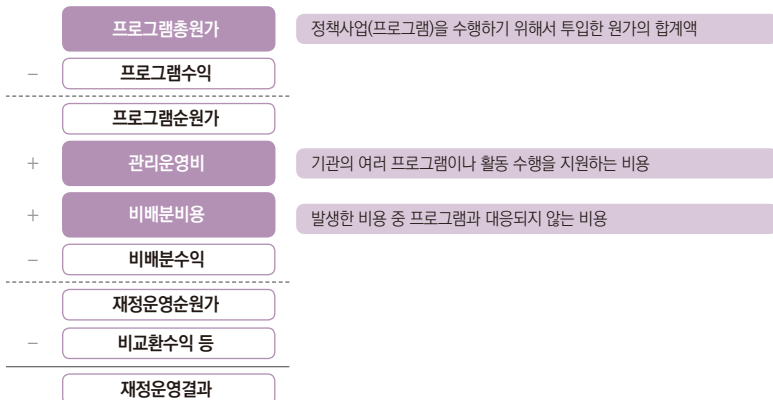 프로그램총원가 정책사업(프로그램)을 수행하기 위해서 투입한 원가의 합계액
− 프로그램수익
프로그램순원가
+ 관리운영비 기관의 여러 프로그램이나 활동 수행을 지원하는 비용
+ 비배분비용 발생한 비용 중 프로그램과 대응되지 않는 비용
− 비배분수익
재정운영순원가
− 비교환수익 등
재정운영결과